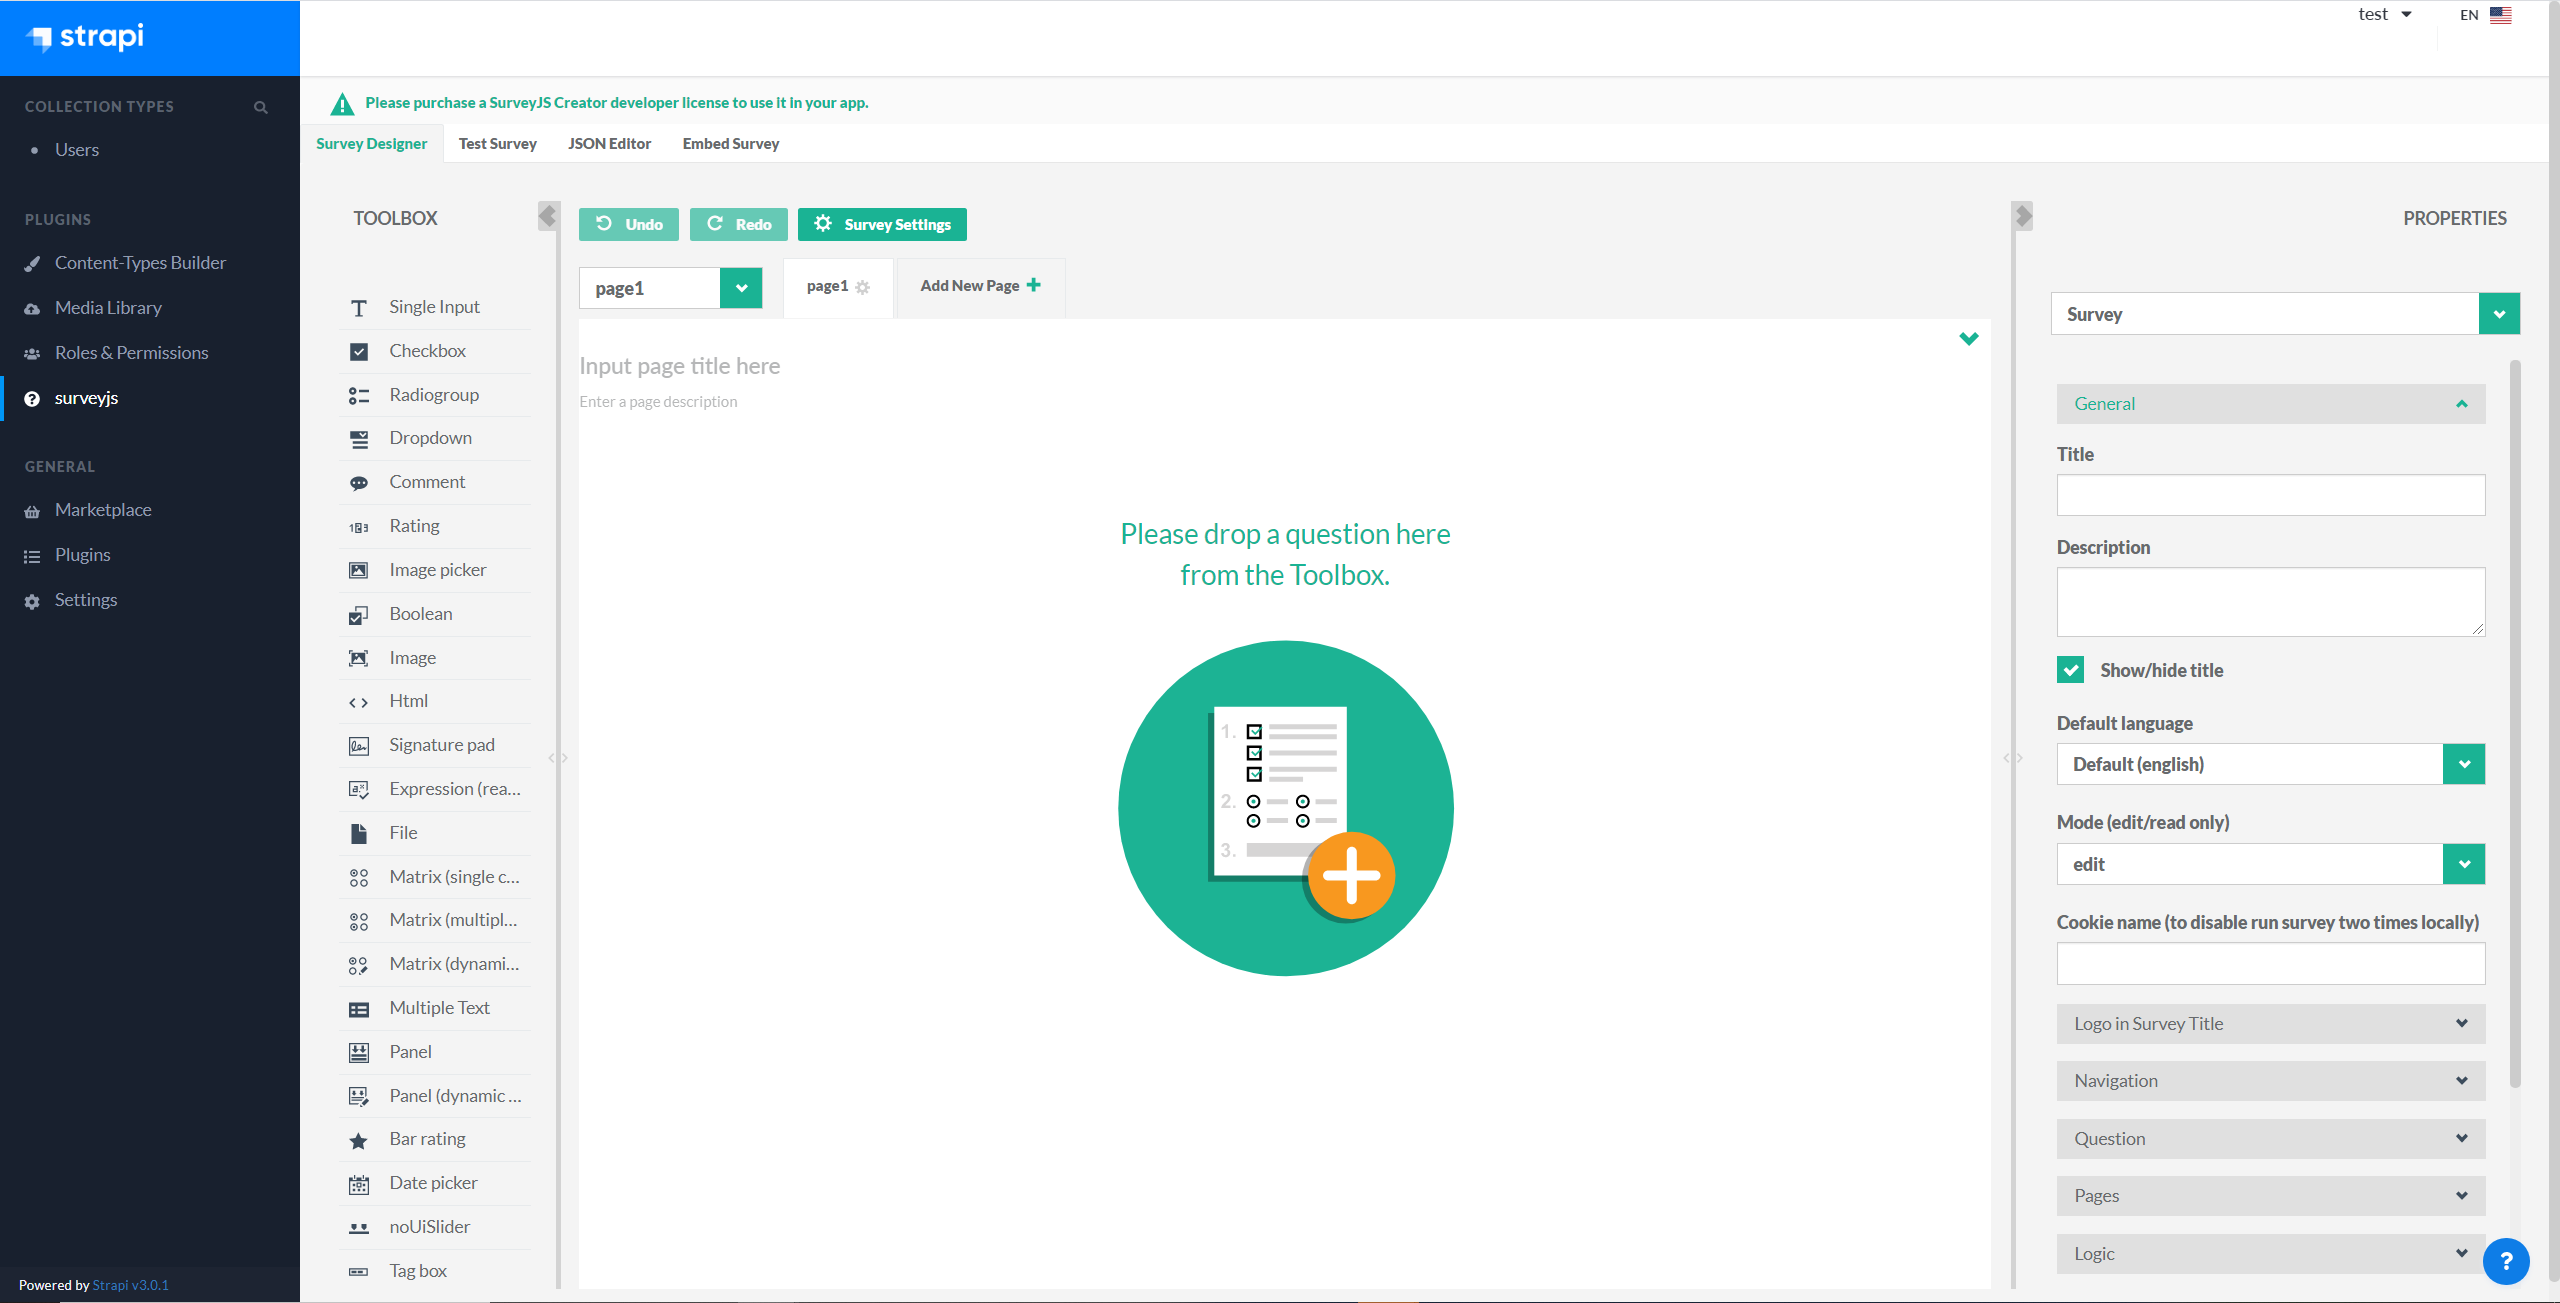 strapi
test
EN
COLLECTION TYPES
Users
PLUGINS
Content-Types Builder
Media Library
Roles & Permissions
surveyjs
GENERAL
Marketplace
Plugins
Settings
Powered by Strapi v3.0.1
Please purchase a SurveyJS Creator developer license to use it in your app.
Survey Designer
Test Survey
JSON Editor
Embed Survey
TOOLBOX
Single Input
Checkbox
Radiogroup
Dropdown
Comment
Rating
Image picker
Boolean
Image
Html
Signature pad
Expression (rea...
File
Matrix (single c...
Matrix (multipl...
Matrix (dynami...
Multiple Text
Panel
Panel (dynamic ...
Bar rating
Date picker
noUiSlider
Tag box
Undo
Redo
Survey Settings
page1
page1
Add New Page
Input page title here
Enter a page description
Please drop a question here
from the Toolbox.
1.
2.
3.
PROPERTIES
Survey
General
Title
Description
Show/hide title
Default language
Default (english)
Mode (edit/read only)
edit
Cookie name (to disable run survey two times locally)
Logo in Survey Title
Navigation
Question
Pages
Logic
?